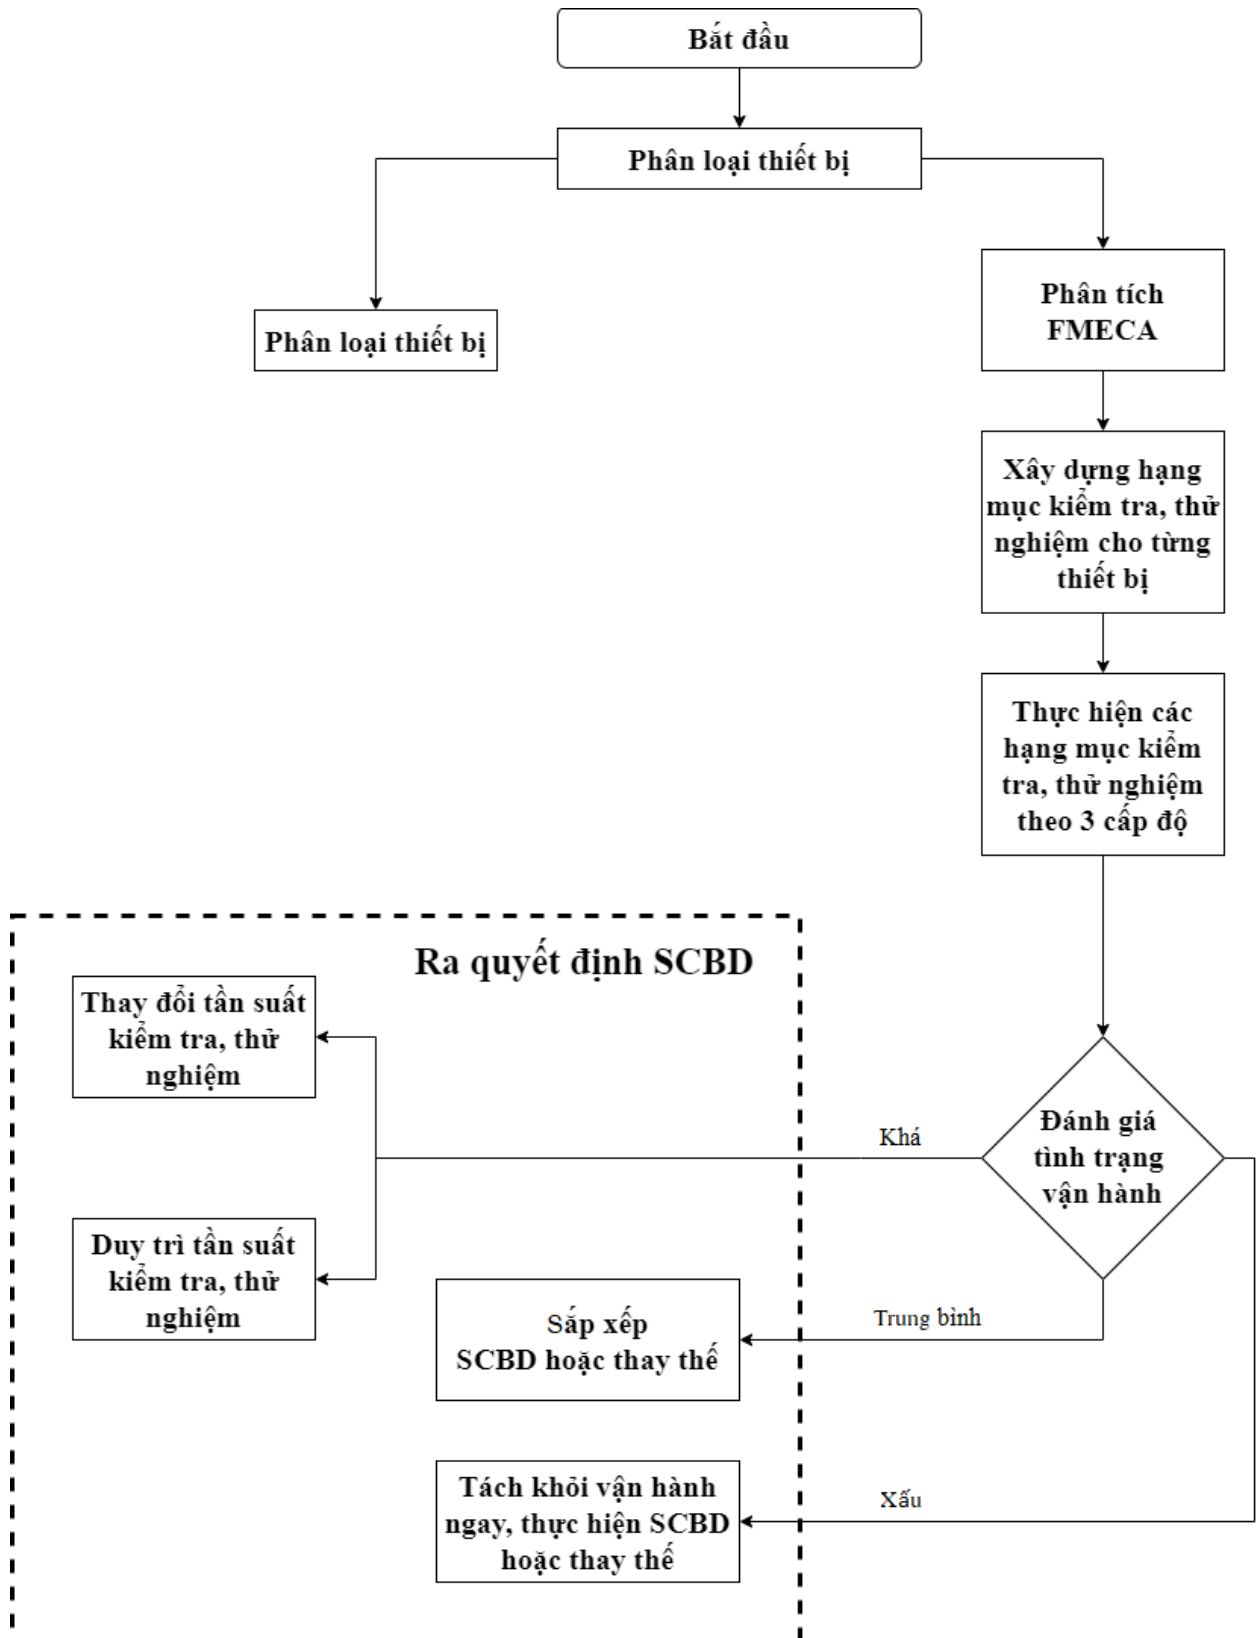 Bắt đầu
Phân loại thiết bị
Phân loại thiết bị
Phân tích
FMECA
Xây dựng hạng
mục kiểm tra, thử
nghiệm cho từng
thiết bị
Thực hiện các
hạng mục kiểm
tra, thử nghiệm
theo 3 cấp độ
Ra quyết định SCBD
Thay đổi tần suất
kiểm tra, thử
nghiệm
Đánh giá
tình trạng
vận hành
Khá
Duy trì tần suất
kiểm tra, thử
nghiệm
Sắp xếp
SCBD hoặc thay thế
Trung bình
Tách khỏi vận hành
ngay, thực hiện SCBD
hoặc thay thế
Xấu